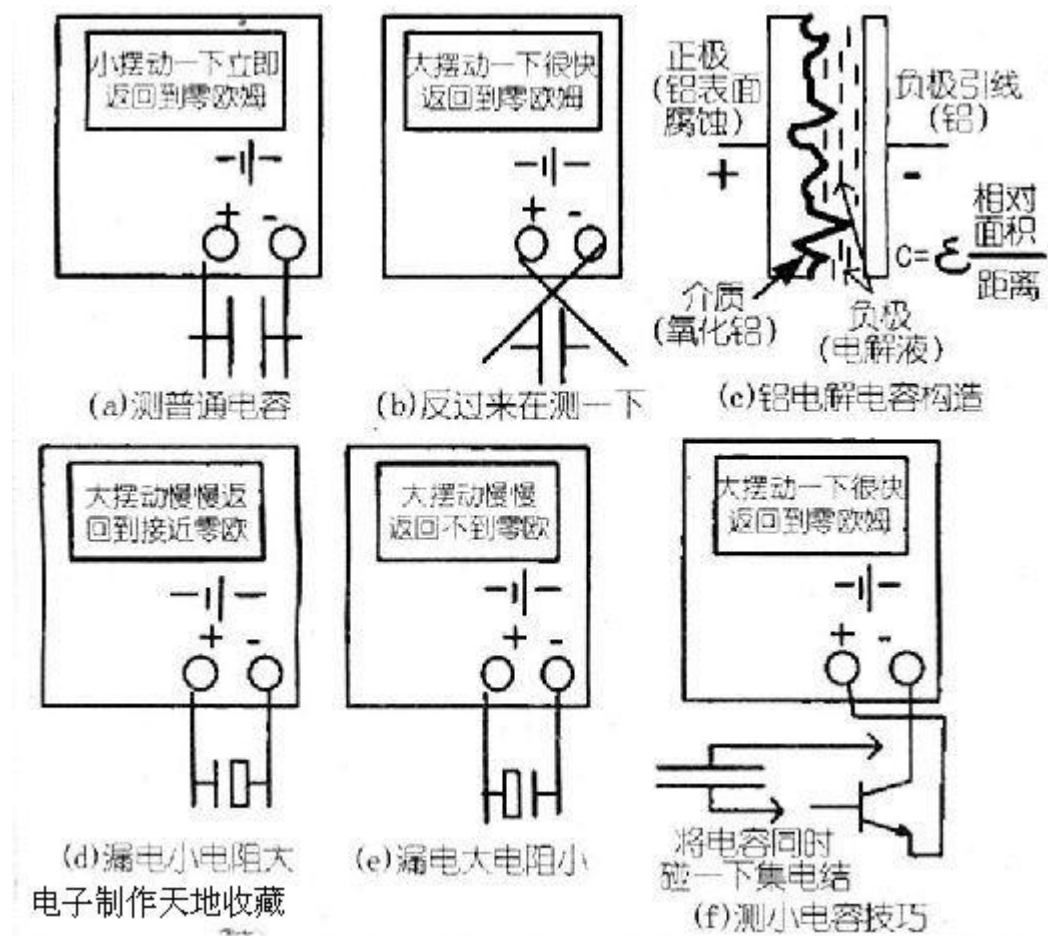 小摆动一下立即
返回到零欧姆
+ -
(a)测普通电容
大摆动一下很快
返回到零欧姆
+ -
(b)反过来在测一下
正极
(铝表面
腐蚀)
+
负极引线
(铝)
-
C=ε 相对面积/距离
介质
(氧化铝)
负极
(电解液)
(c)铝电解电容构造
大摆动慢慢返
回到接近零欧
+ -
(d)漏电小电阻大
大摆动慢慢
返回不到零欧
+ -
(e)漏电大电阻小
大摆动一下很快
返回到零欧姆
+ -
将电容同时
碰一下集电结
(f)测小电容技巧
电子制作天地收藏